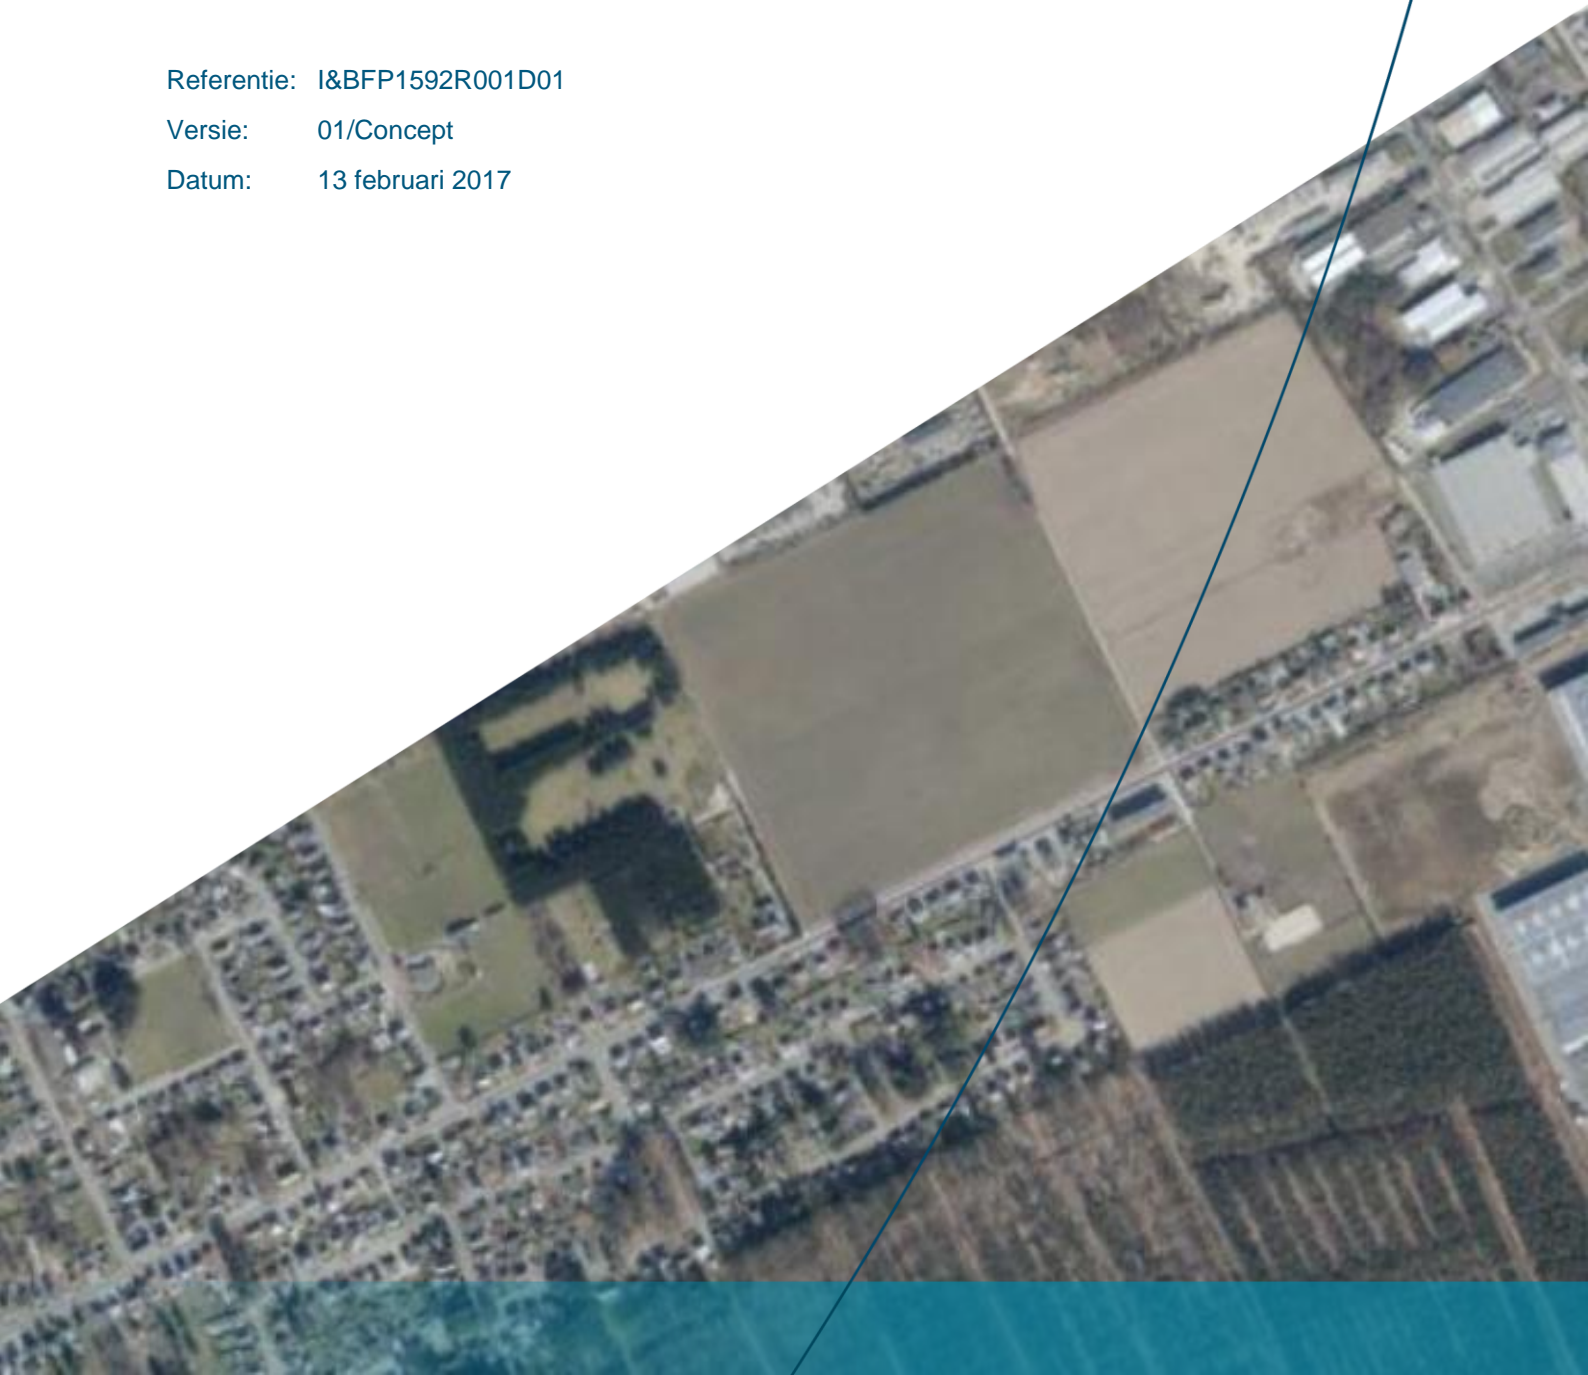 Referentie: I&BFP1592R001D01
Versie: 01/Concept
Datum: 13 februari 2017